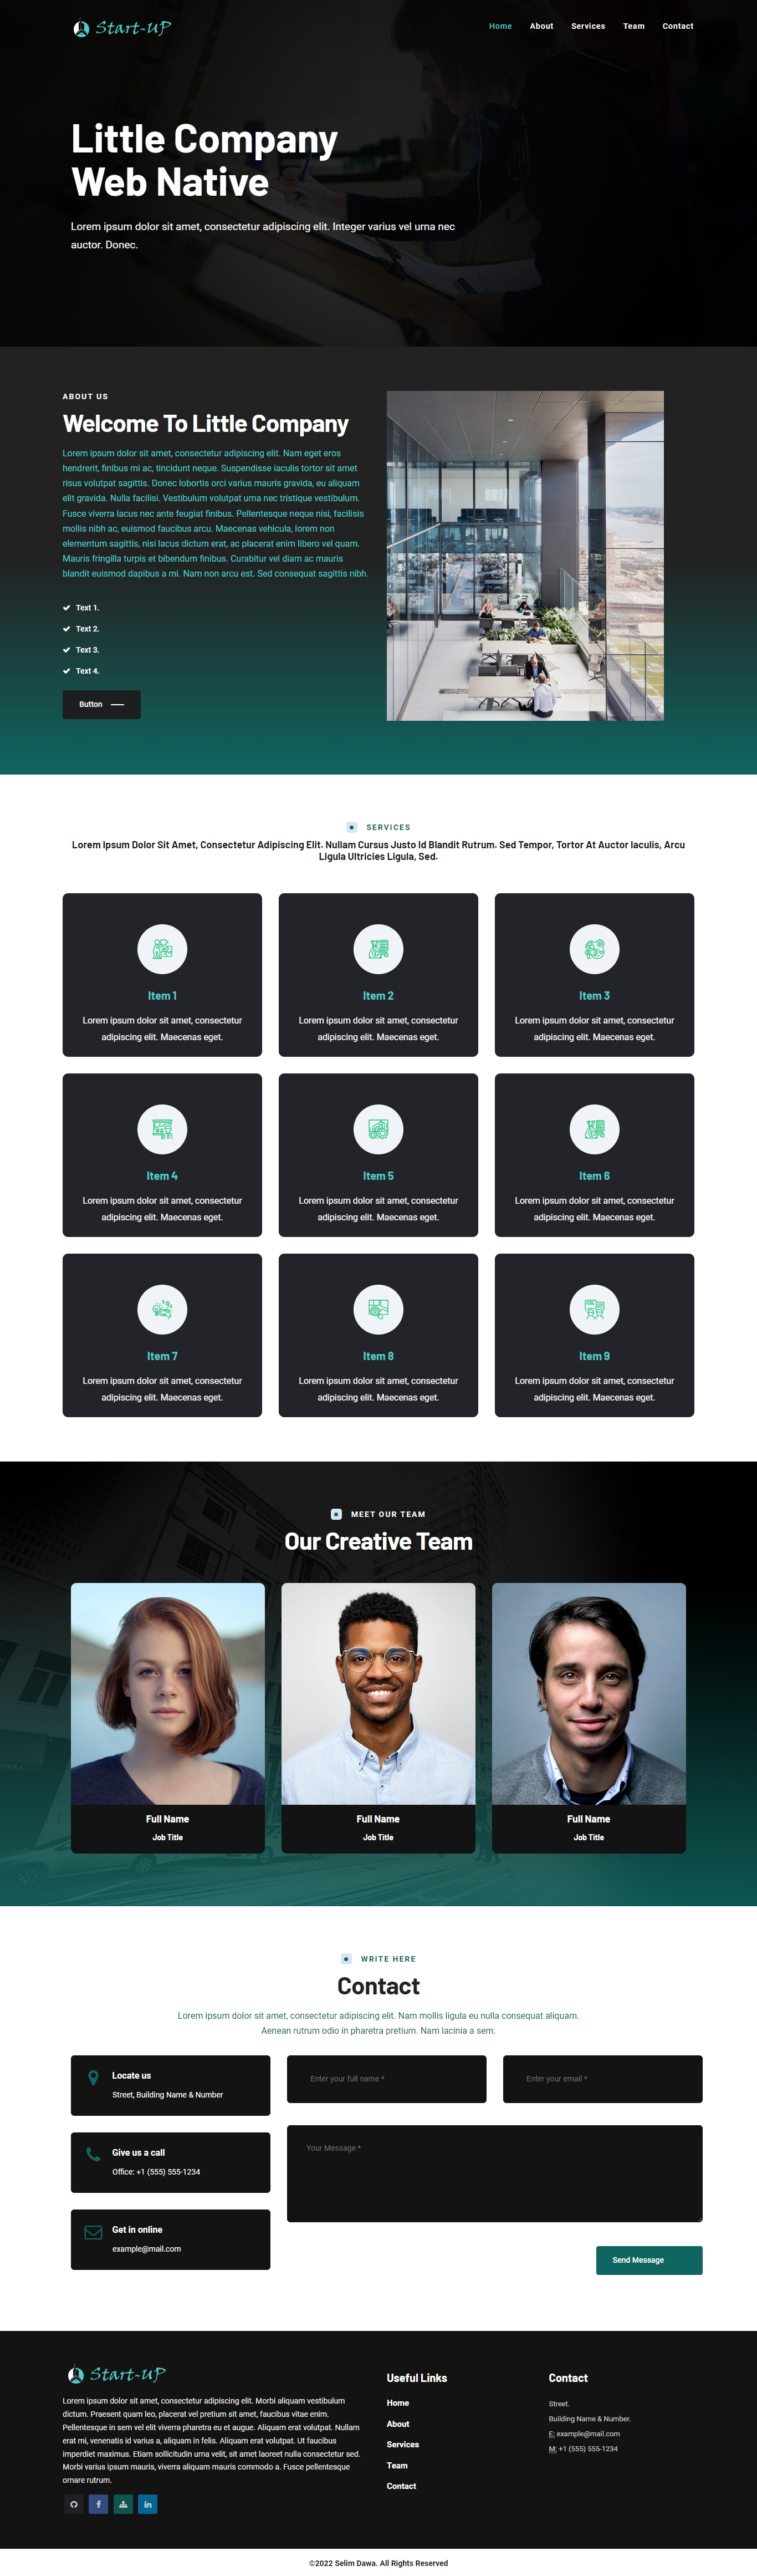 Start-UP
Home About Services Team Contact
Little Company
Web Native
Lorem ipsum dolor sit amet, consectetur adipiscing elit. Integer varius vel urna nec
auctor. Donec.
ABOUT US
Welcome To Little Company
Lorem ipsum dolor sit amet, consectetur adipiscing elit. Nam eget eros
hendrerit, finibus mi ac, tincidunt neque. Suspendisse iaculis tortor sit amet
risus volutpat sagittis. Donec lobortis orci varius mauris gravida, eu aliquam
elit gravida. Nulla facilisi. Vestibulum volutpat urna nec tristique vestibulum.
Fusce viverra lacus nec ante feugiat finibus. Pellentesque neque nisi, facilisis
mollis nibh ac, euismod faucibus arcu. Maecenas vehicula, lorem non
elementum sagittis, nisi lacus dictum erat, ac placerat enim libero vel quam.
Mauris fringilla turpis et bibendum finibus. Curabitur vel diam ac mauris
blandit euismod dapibus a mi. Nam non arcu est. Sed consequat sagittis nibh.
Text 1.
Text 2.
Text 3.
Text 4.
Button
SERVICES
Lorem Ipsum Dolor Sit Amet, Consectetur Adipiscing Elit. Nullam Cursus Justo Id Blandit Rutrum. Sed Tempor, Tortor At Auctor Iaculis, Arcu
Ligula Ultricies Ligula, Sed.
Item 1
Lorem ipsum dolor sit amet, consectetur
adipiscing elit. Maecenas eget.
Item 2
Lorem ipsum dolor sit amet, consectetur
adipiscing elit. Maecenas eget.
Item 3
Lorem ipsum dolor sit amet, consectetur
adipiscing elit. Maecenas eget.
Item 4
Lorem ipsum dolor sit amet, consectetur
adipiscing elit. Maecenas eget.
Item 5
Lorem ipsum dolor sit amet, consectetur
adipiscing elit. Maecenas eget.
Item 6
Lorem ipsum dolor sit amet, consectetur
adipiscing elit. Maecenas eget.
Item 7
Lorem ipsum dolor sit amet, consectetur
adipiscing elit. Maecenas eget.
Item 8
Lorem ipsum dolor sit amet, consectetur
adipiscing elit. Maecenas eget.
Item 9
Lorem ipsum dolor sit amet, consectetur
adipiscing elit. Maecenas eget.
MEET OUR TEAM
Our Creative Team
Full Name
Job Title
Full Name
Job Title
Full Name
Job Title
WRITE HERE
Contact
Lorem ipsum dolor sit amet, consectetur adipiscing elit. Nam mollis ligula eu nulla consequat aliquam.
Aenean rutrum odio in pharetra pretium. Nam lacinia a sem.
Locate us
Street, Building Name & Number
Give us a call
Office: +1 (555) 555-1234
Get in online
example@mail.com
Enter your full name *
Enter your email *
Your Message *
Send Message
Start-UP
Lorem ipsum dolor sit amet, consectetur adipiscing elit. Morbi aliquam vestibulum
dictum. Praesent quam leo, placerat vel pretium sit amet, faucibus vitae enim.
Pellentesque in sem vel elit viverra pharetra eu et augue. Aliquam erat volutpat. Nullam
erat mi, venenatis id varius a, aliquam in felis. Aliquam erat volutpat. Ut faucibus
imperdiet maximus. Etiam sollicitudin urna velit, sit amet laoreet nulla consectetur sed.
Morbi varius ipsum mauris, viverra aliquam mauris commodo a. Fusce pellentesque
ornare rutrum.
Useful Links
Home
About
Services
Team
Contact
Contact
Street.
Building Name & Number.
E: example@mail.com
M: +1 (555) 555-1234
©2022 Selim Dawa. All Rights Reserved